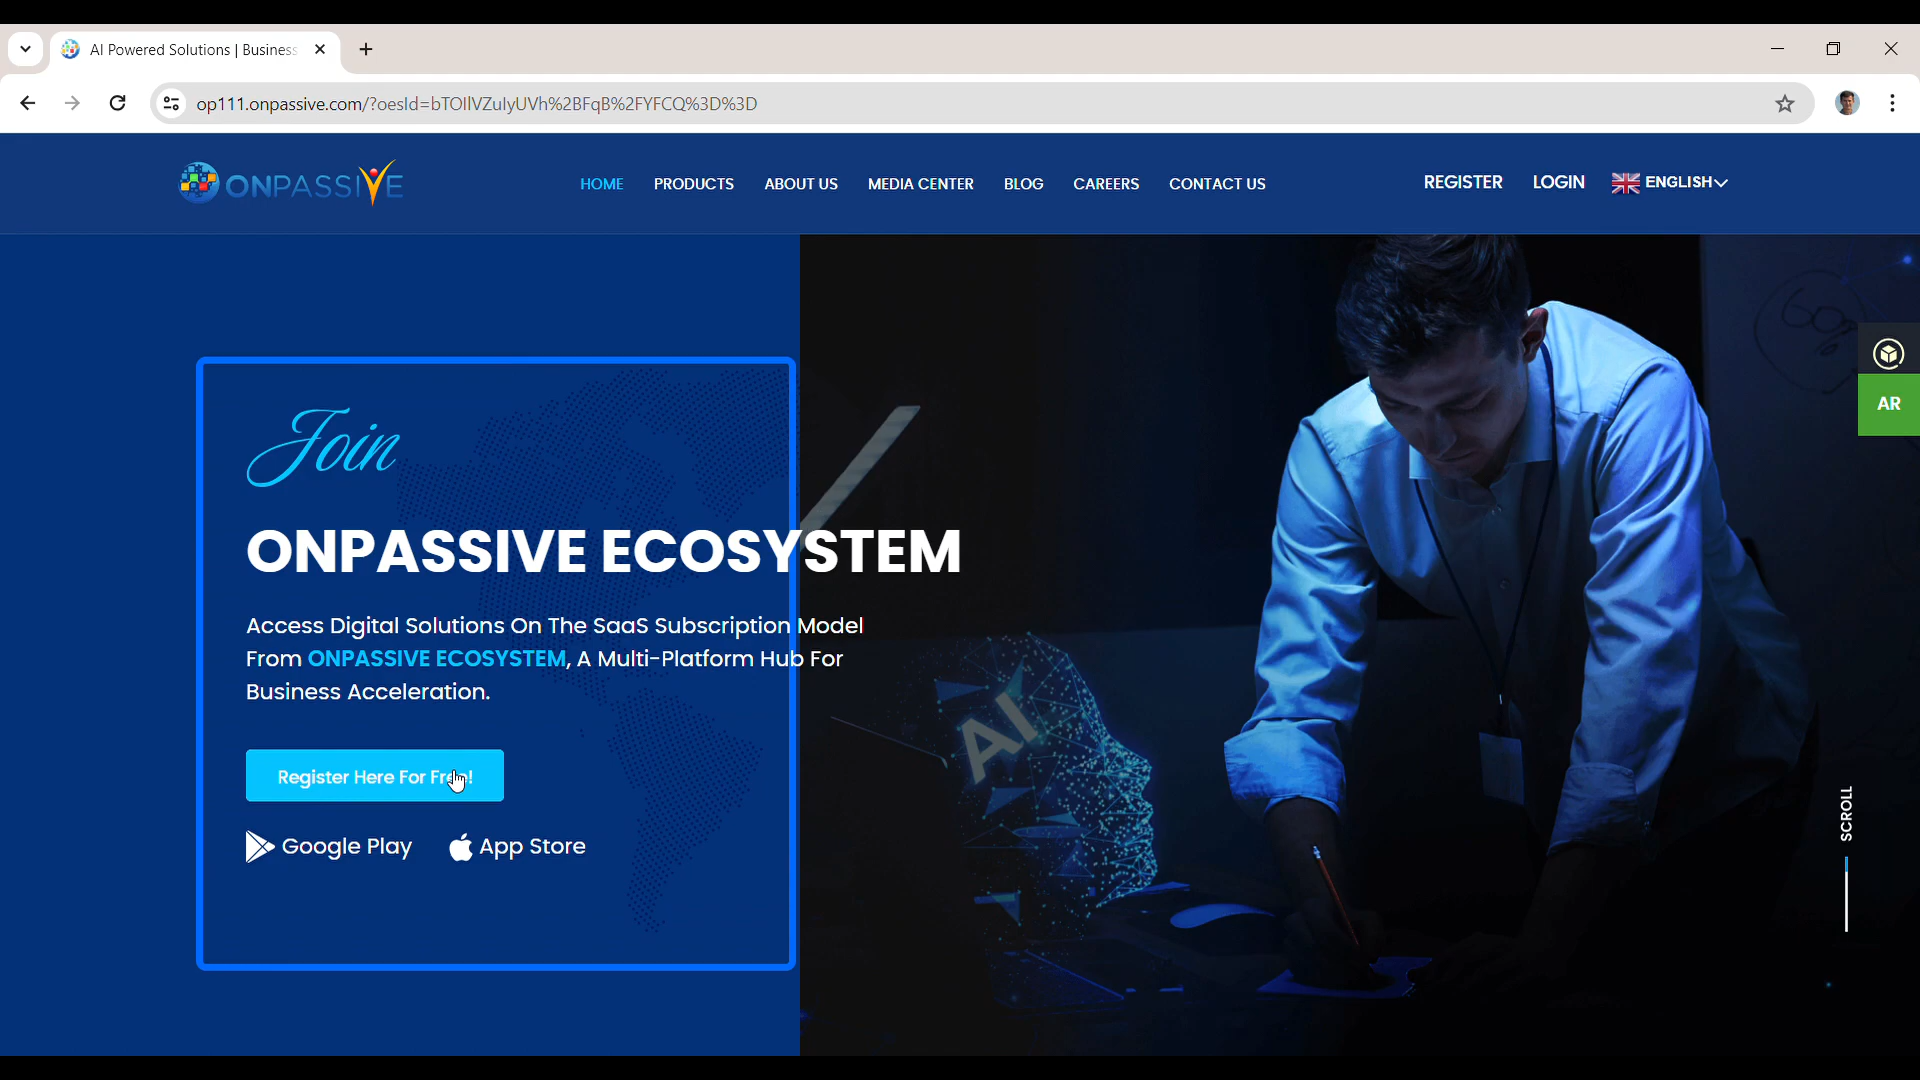 AI Powered Solutions | Business
op111.onpassive.com/?oesId=bTOIlVZuIyUVh%2BFqB%2FYFCQ%3D%3D
ONPASSIVE
HOME PRODUCTS ABOUT US MEDIA CENTER BLOG CAREERS CONTACT US REGISTER LOGIN ENGLISH
AR
Join
ONPASSIVE ECOSYSTEM
Access Digital Solutions On The SaaS Subscription Model
From ONPASSIVE ECOSYSTEM, A Multi-Platform Hub For
Business Acceleration.
AI
Register Here For Free!
Google Play App Store
SCROLL